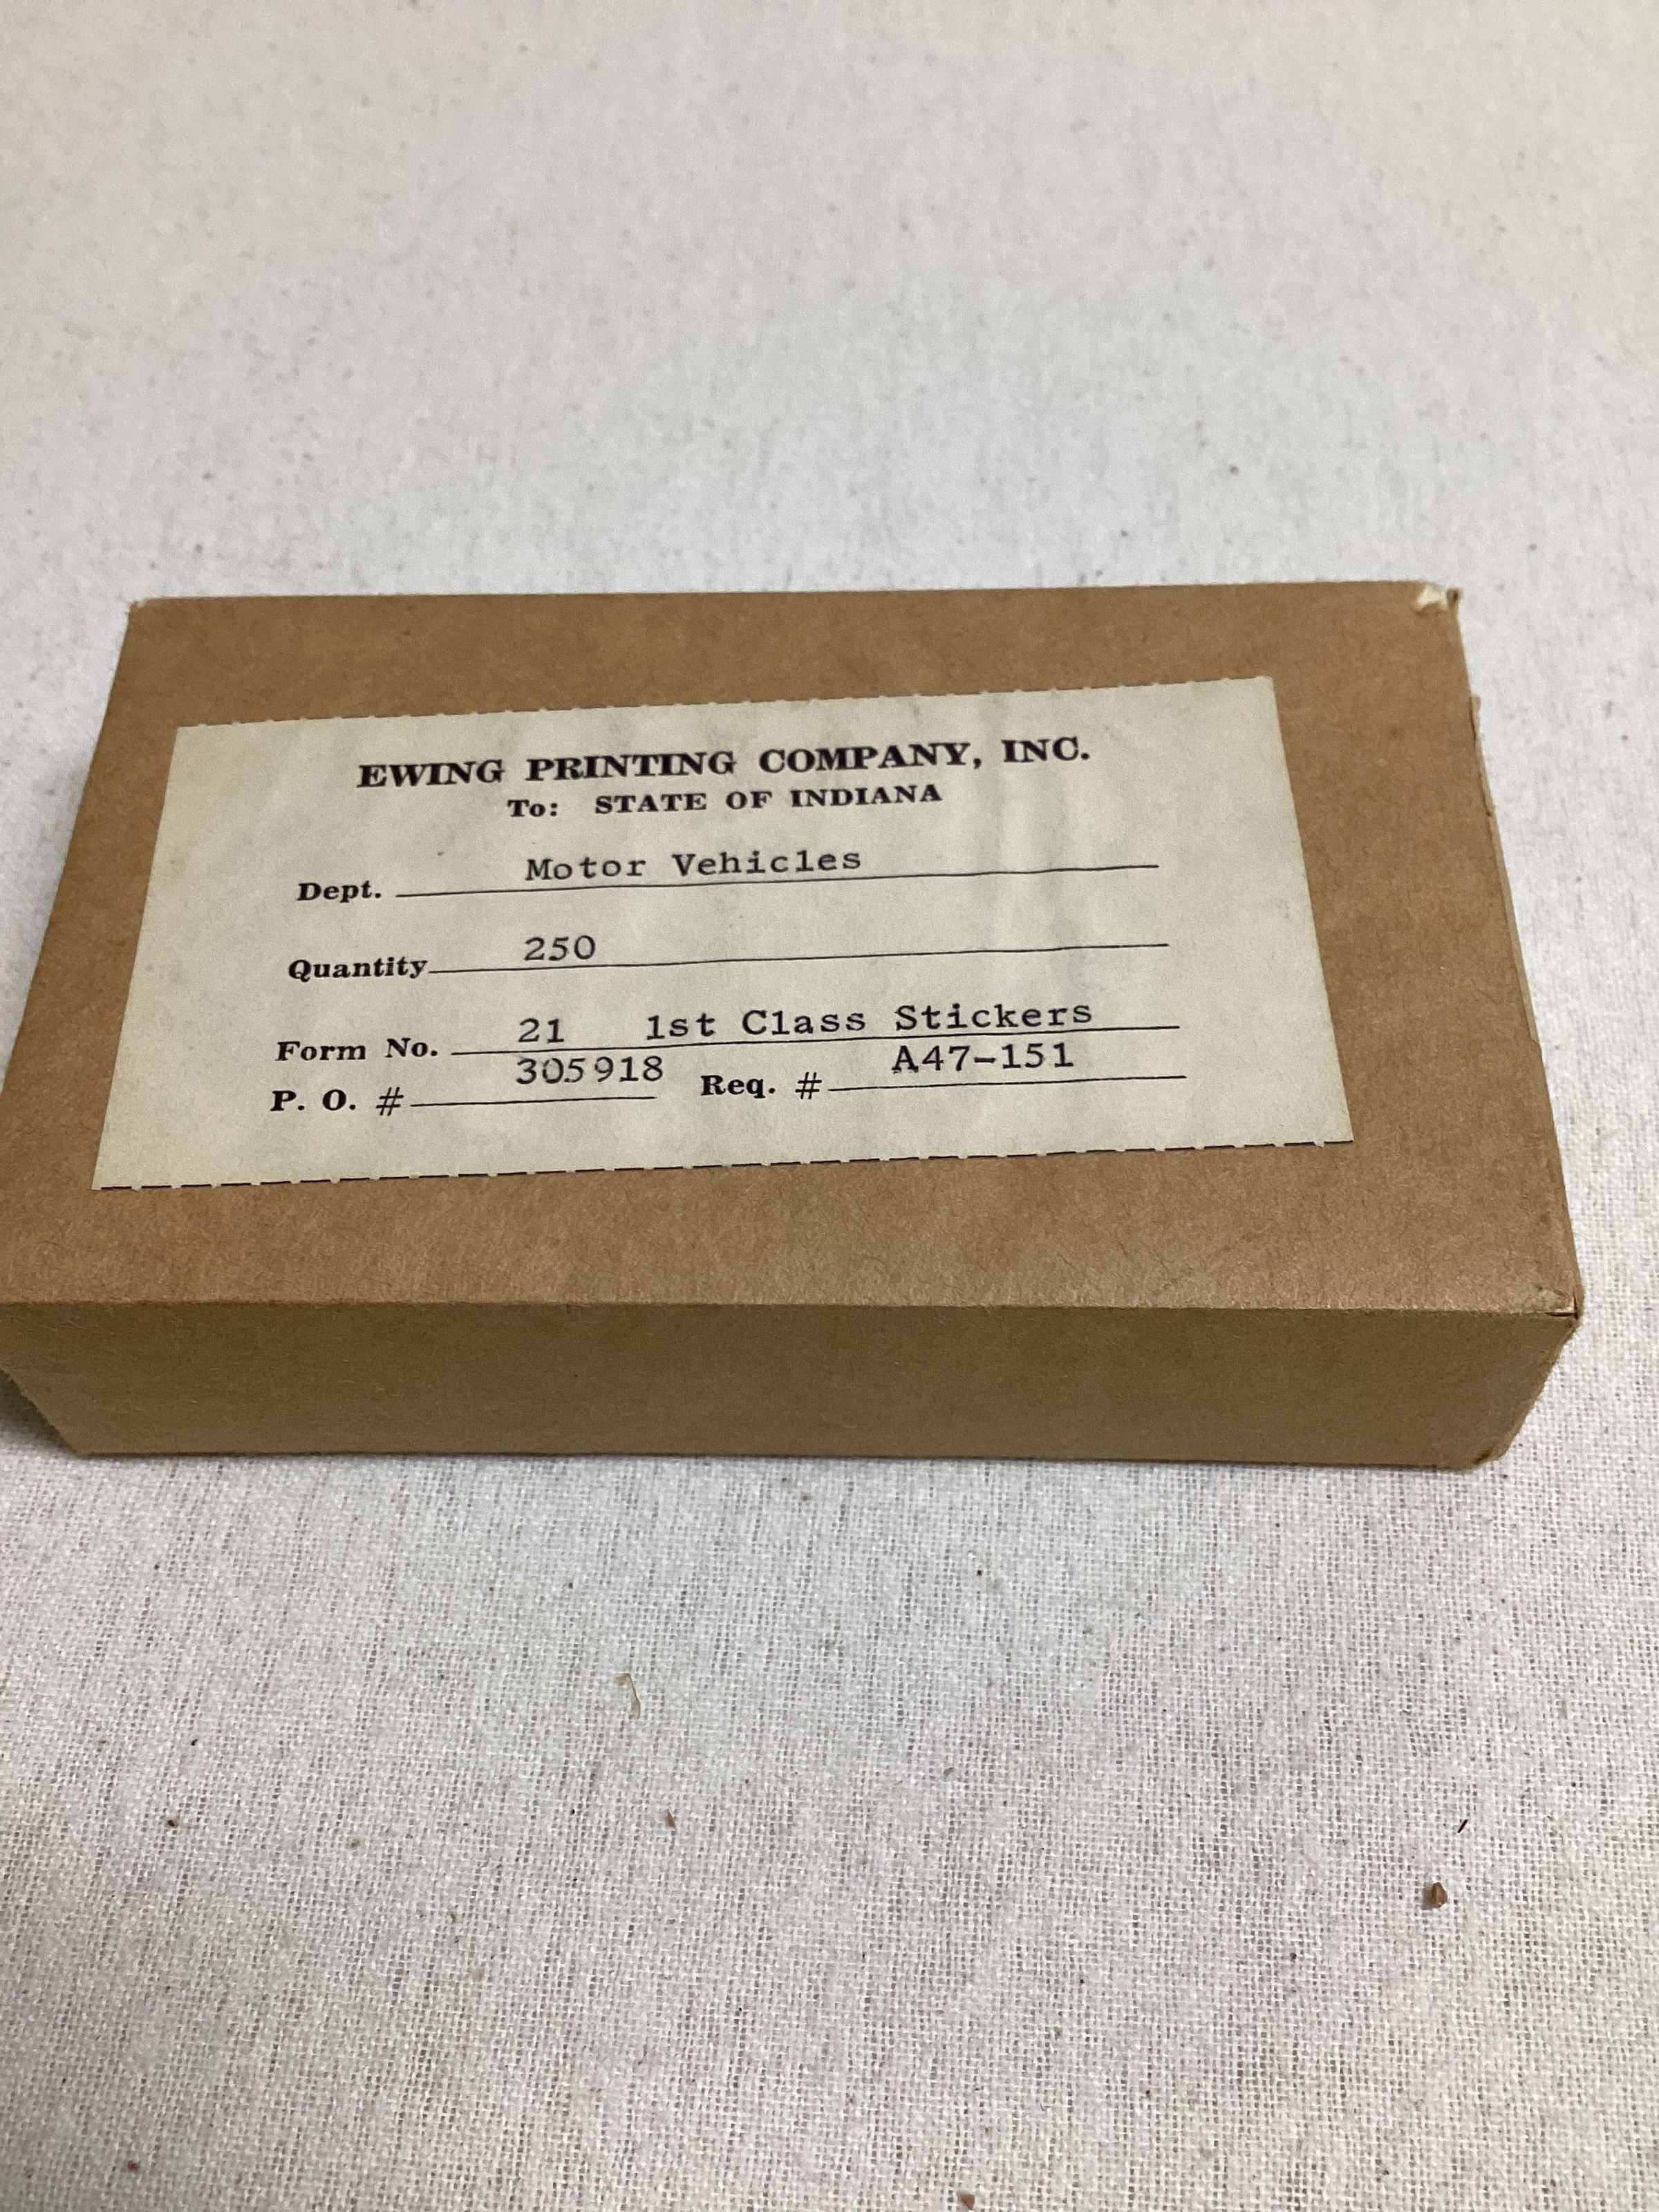 EWING PRINTING COMPANY, INC.
To: STATE OF INDIANA
Dept. Motor Vehicles
Quantity 250
Form No. 21 1st Class Stickers
P. O. # 305918 Req. # A47-151